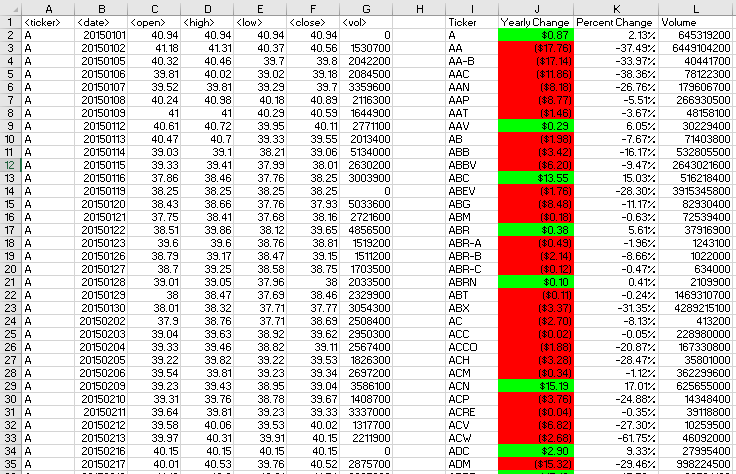 A B C D E F G H I J K L
1 <ticker> <date> <open> <high> <low> <close> <vol> Ticker Yearly Change Percent Change Volume
2 A 20150101 40.94 40.94 40.94 40.94 0 A $0.87 2.13% 645319200
3 A 20150102 41.18 41.31 40.37 40.56 1530700 AA ($17.76) -37.49% 6449104200
4 A 20150105 40.32 40.46 39.7 39.8 2042200 AA-B ($17.14) -33.97% 40441700
5 A 20150106 39.81 40.02 39.02 39.18 2084500 AAC -38.36% 78122300
6 A 20150107 39.52 39.81 39.29 39.7 3359600 AAN -26.76% 179606700
7 A 20150108 40.24 40.98 40.18 40.89 2116300 AAP ($8.77) -5.51% 266930500
8 A 20150109 41 41 40.29 40.59 1644900 AAT ($1.46) -3.67% 48158100
9 A 20150112 40.61 40.72 39.95 40.11 2771100 AAV $0.29 6.05% 30229400
10 A 20150113 40.47 40.7 39.33 39.55 2013400 AB ($1.98) -7.67% 71403800
11 A 20150114 39.03 39.1 38.21 39.06 5134000 ABB ($3.42) -16.17% 532805500
12 A 20150115 39.33 39.41 37.99 38.01 2630200 ABBV ($6.20) -9.47% 2643021600
13 A 20150116 37.86 38.46 37.76 38.25 3003900 ABC $13.55 15.03% 516218400
14 A 20150119 38.25 38.25 38.25 38.25 0 ABEV ($1.76) -28.30% 3915345800
15 A 20150120 38.43 38.66 37.76 37.93 5033600 ABG -11.17% 82930400
16 A 20150121 37.75 38.41 37.68 38.16 2721600 ABM ($0.18) -0.63% 72539400
17 A 20150122 38.51 39.86 38.12 39.65 4856500 ABR $0.38 5.61% 37916900
18 A 20150123 39.6 39.6 38.76 38.81 1519200 ABR-A ($0.49) -1.96% 1243100
19 A 20150126 38.79 39.17 38.47 39.15 1511200 ABR-B ($2.14) -8.66% 1022000
20 A 20150127 38.7 39.25 38.58 38.75 1703500 ABR-C ($0.12) -0.47% 634000
21 A 20150128 39.01 39.05 37.96 38 2033500 ABRN $0.10 0.41% 2109900
22 A 20150129 38 38.47 37.69 38.46 2329900 ABT ($0.11) -0.24% 1469310700
23 A 20150130 38.01 38.32 37.71 37.77 3054300 ABX ($3.37) -31.35% 4289215100
24 A 20150202 37.9 38.76 37.71 38.69 2508400 AC ($2.70) -8.13% 413200
25 A 20150203 39.04 39.63 38.92 39.62 2950300 ACC ($0.02) -0.05% 228980000
26 A 20150204 39.33 39.46 38.82 39.11 2567400 ACCO -20.87% 167330800
27 A 20150205 39.22 39.82 39.22 39.53 1826300 ACH -28.47% 35801000
28 A 20150206 39.54 39.81 39.23 39.34 2697200 ACM ($0.34) -1.12% 362299600
29 A 20150209 39.23 39.43 38.95 39.04 3586100 ACN $15.19 17.01% 625655000
30 A 20150210 39.31 39.76 38.78 39.67 1408700 ACP ($3.76) -24.88% 14348400
31 A 20150211 39.64 39.81 39.23 39.33 3337000 ACRE ($0.04) -0.35% 39118800
32 A 20150212 39.58 40.06 39.53 40.02 1317700 ACV ($6.82) -27.30% 10259500
33 A 20150213 39.97 40.31 39.91 40.15 2211900 ACW -61.75% 46092000
34 A 20150216 40.15 40.15 40.15 40.15 0 ADC $2.90 9.33% 27995400
35 A 20150217 40.01 40.53 39.76 40.52 2875700 ADM ($15.32) -29.46% 998224500